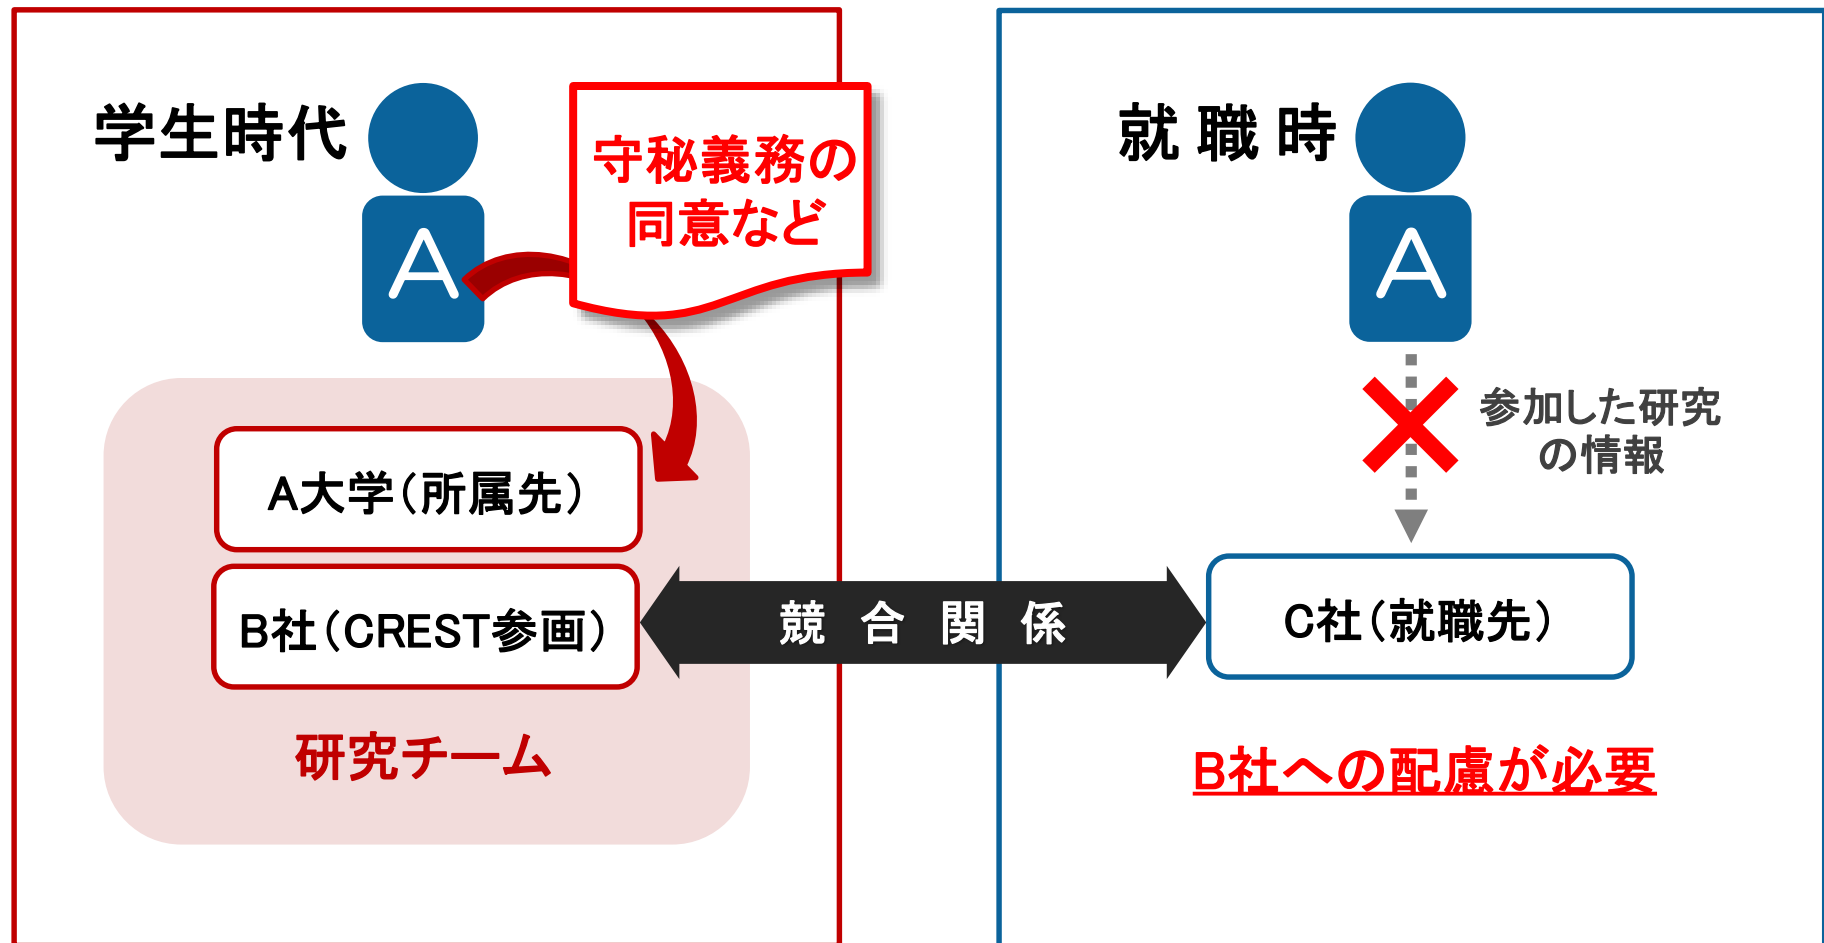 学生時代
A
守秘義務の
同意など
A大学（所属先）
B社（CREST参画）
研究チーム
競合関係
就職時
A
参加した研究
の情報
C社（就職先）
B社への配慮が必要